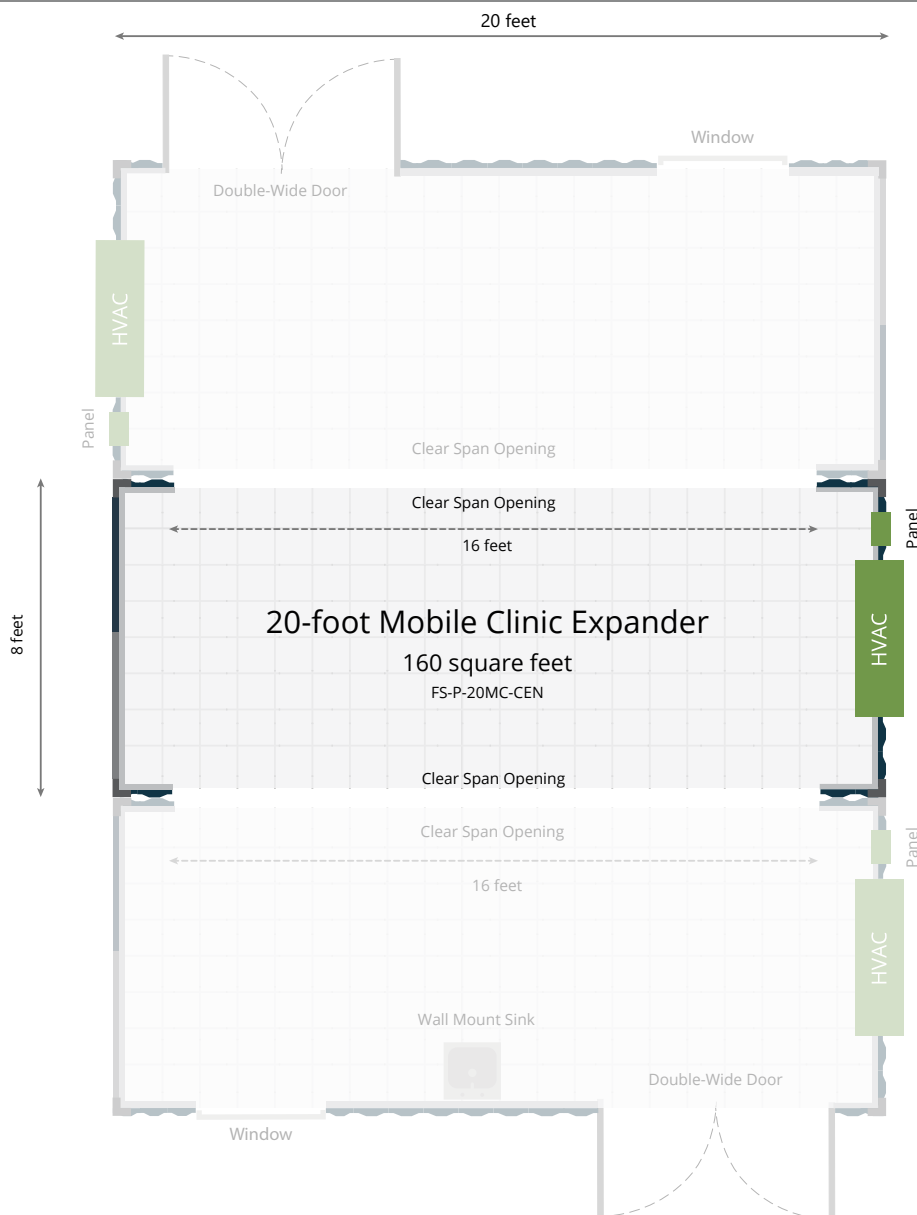 20 feet
Window
Double-Wide Door
HVAC
Panel
Clear Span Opening
Clear Span Opening
16 feet
Panel
8 feet
20-foot Mobile Clinic Expander
160 square feet
FS-P-20MC-CEN
HVAC
Clear Span Opening
Clear Span Opening
16 feet
Panel
HVAC
Wall Mount Sink
Double-Wide Door
Window